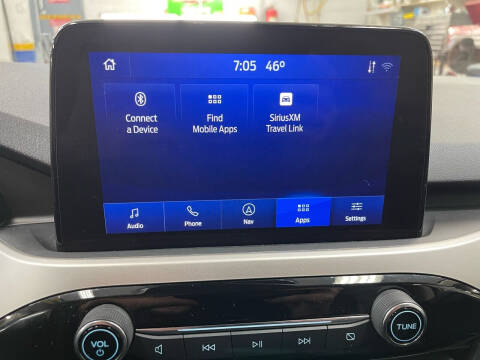 7:05 46°
Connect
a Device
Find
Mobile Apps
SiriusXM
Travel Link
Audio
Phone
Nav
Apps
Settings
VOL
TUNE